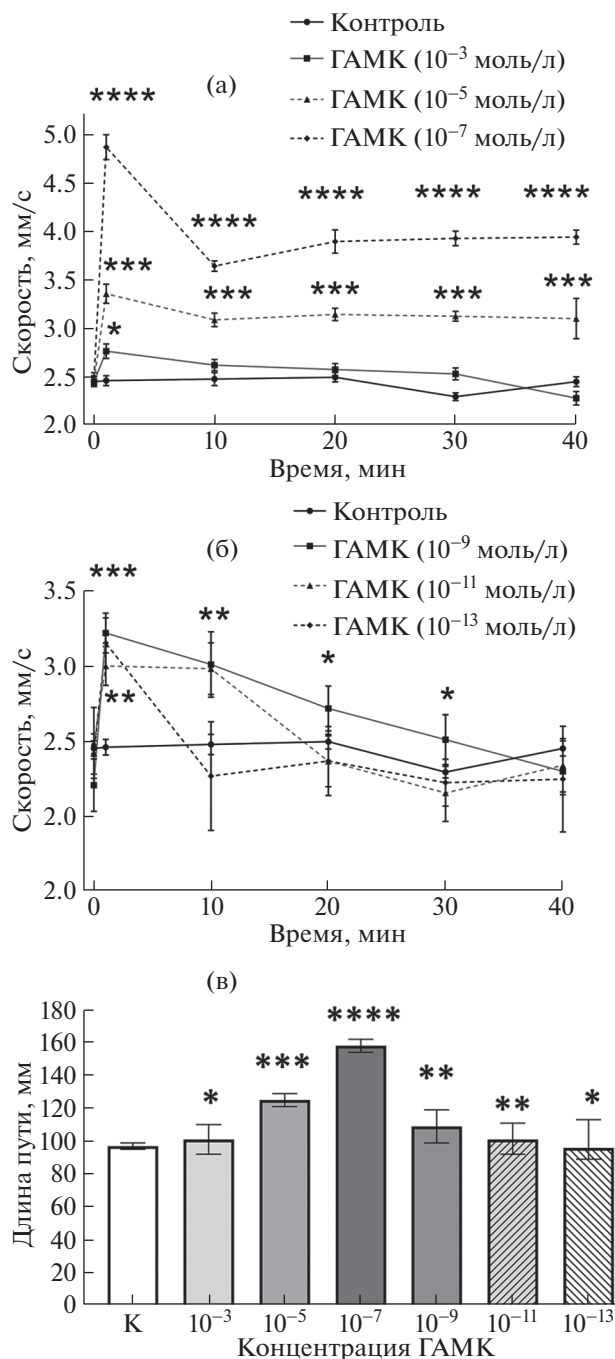 Контроль
ГАМК (10⁻³ моль/л)
(а)
ГАМК (10⁻⁵ моль/л)
ГАМК (10⁻⁷ моль/л)
****
5.0
4.5
4.0
3.5
3.0
2.5
2.0
Скорость, мм/с
**** **** **** ****
*** *** *** *** ***
*
0 10 20 30 40
Время, мин
Контроль
(б)
ГАМК (10⁻⁹ моль/л)
ГАМК (10⁻¹¹ моль/л)
ГАМК (10⁻¹³ моль/л)
3.5
3.0
2.5
2.0
2.0
Скорость, мм/с
*** ** * *
**
0 10 20 30 40
Время, мин
(в)
180
160
140
120
100
80
60
40
20
0
Длина пути, мм
* *** **** ** ** *
К 10⁻³ 10⁻⁵ 10⁻⁷ 10⁻⁹ 10⁻¹¹ 10⁻¹³
Концентрация ГАМК